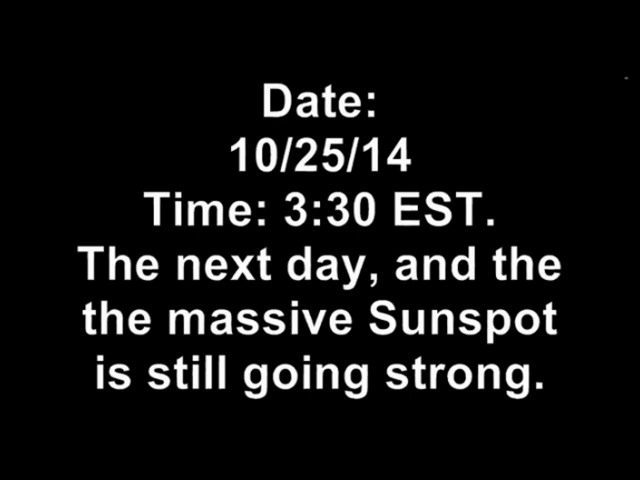 Date:
10/25/14
Time: 3:30 EST.
The next day, and the
the massive Sunspot
is still going strong.